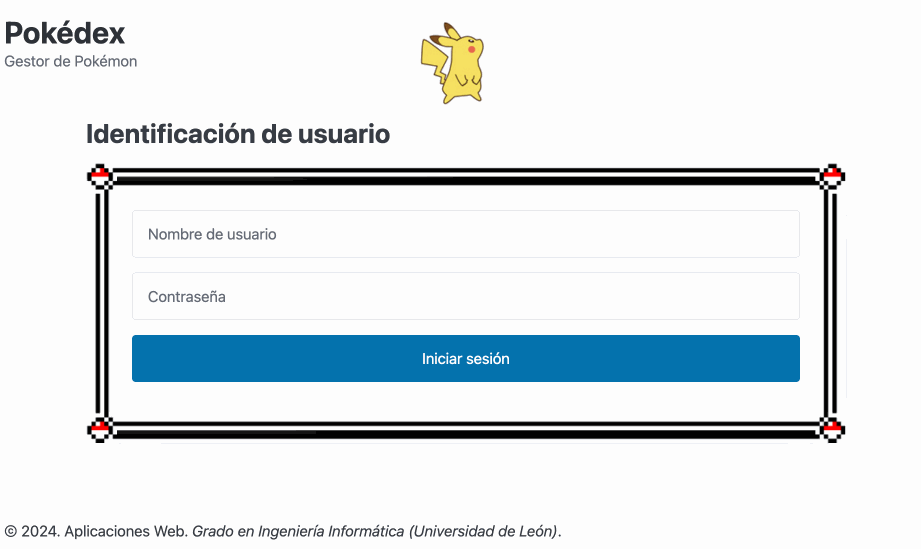 Pokédex
Gestor de Pokémon
Identificación de usuario
Nombre de usuario
Contraseña
Iniciar sesión
© 2024. Aplicaciones Web. Grado en Ingeniería Informática (Universidad de León).